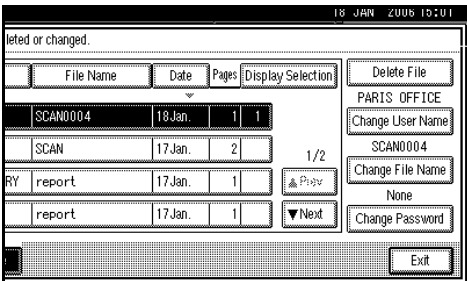 18 JAN 2006 15:01
leted or changed.
File Name Date Pages Display Selection Delete File
PARIS OFFICE
SCAN0004 18Jan. 1 1 Change User Name
SCAN 17Jan. 2 1/2 SCAN0004
Change File Name
RY report 17Jan. 1 ▲Prev. None
report 17Jan. 1 ▼Next Change Password
Exit